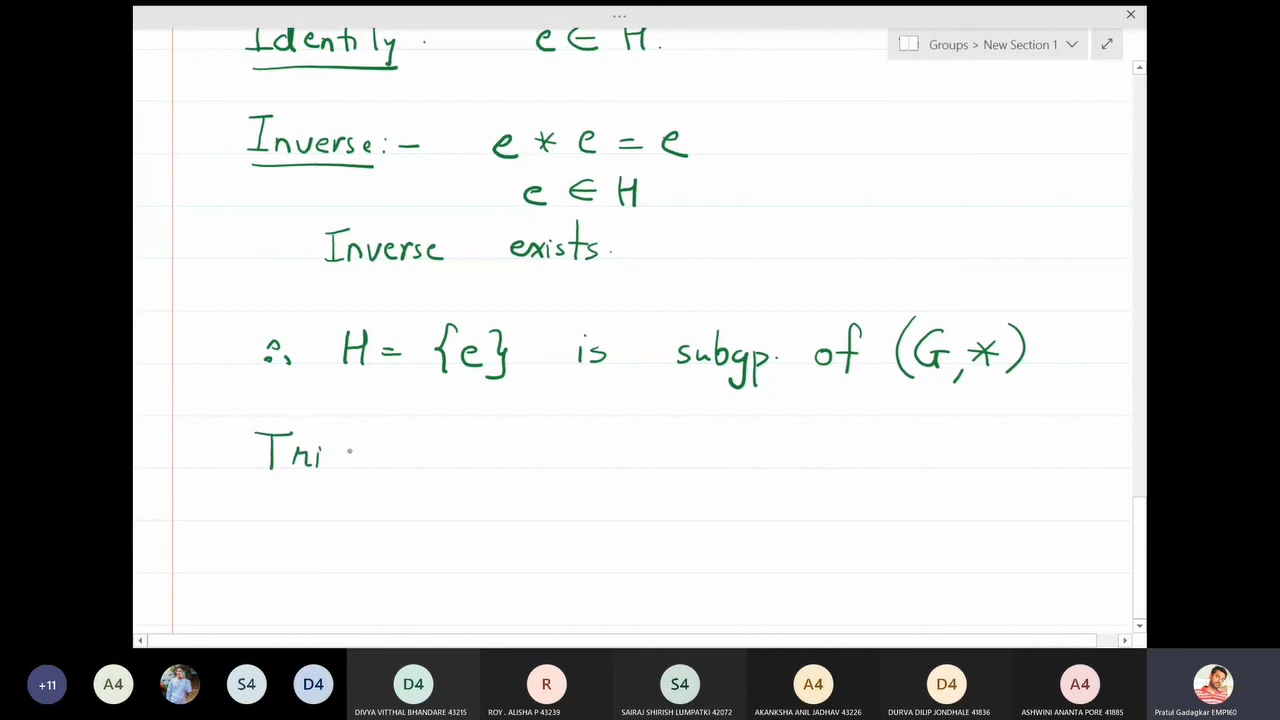 Identity. e ∈ H.
Groups > New Section 1
Inverse:- e * e = e
e ∈ H
Inverse exists.
∴ H = {e} is subgp. of (G, *)
Tri
+11 A4 S4 D4 D4 R S4 A4 D4 A4
DIVYA VITTHAL BHANDARE 43215 ROY . ALISHA P 43239 SAIRAJ SHIRISH LUMPATKI 42072 AKANKSHA ANIL JADHAV 43226 DURVA DILIP JONDHALE 41836 ASHWINI ANANTA PORE 41885 Pratul Gadagkar EMP160